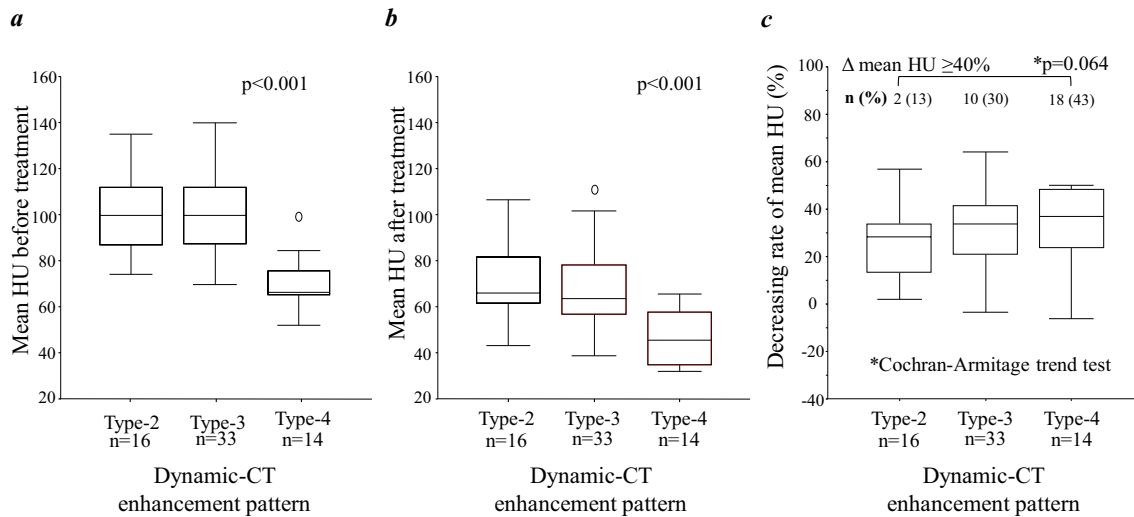 a
Mean HU before treatment
160
140
120
100
80
60
40
20
p<0.001
Type-2
n=16
Type-3
n=33
Type-4
n=14
Dynamic-CT
enhancement pattern
b
Mean HU after treatment
160
140
120
100
80
60
40
20
p<0.001
Type-2
n=16
Type-3
n=33
Type-4
n=14
Dynamic-CT
enhancement pattern
c
Decreasing rate of mean HU (%)
100
80
60
40
20
0
-20
-40
Δ mean HU ≥40% *p=0.064
n (%) 2 (13) 10 (30) 18 (43)
*Cochran-Armitage trend test
Type-2
n=16
Type-3
n=33
Type-4
n=14
Dynamic-CT
enhancement pattern